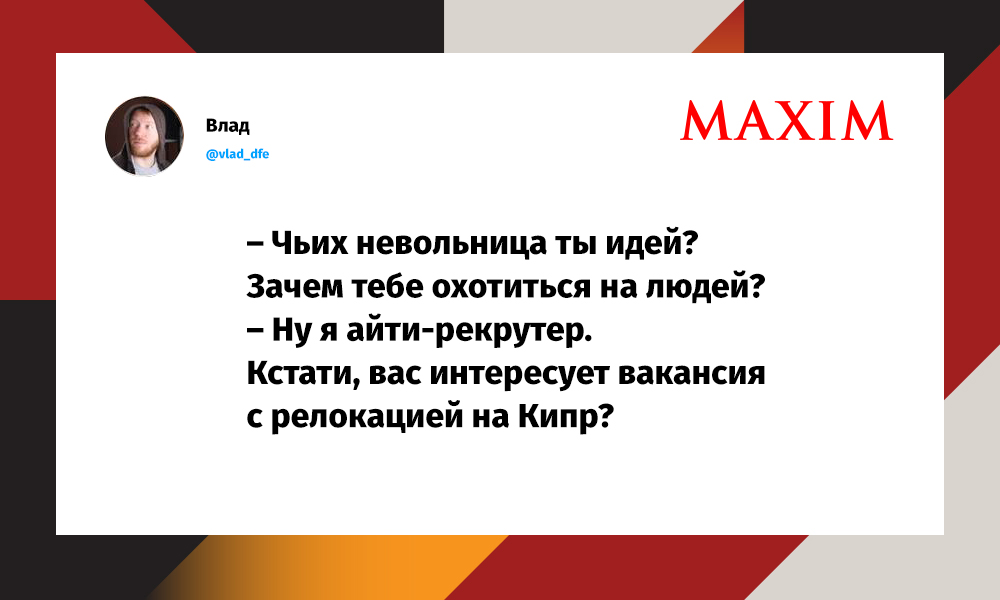 Влад
@vlad_dfe
MAXIM
– Чьих невольница ты идей?
Зачем тебе охотиться на людей?
– Ну я айти-рекрутер.
Кстати, вас интересует вакансия
с релокацией на Кипр?